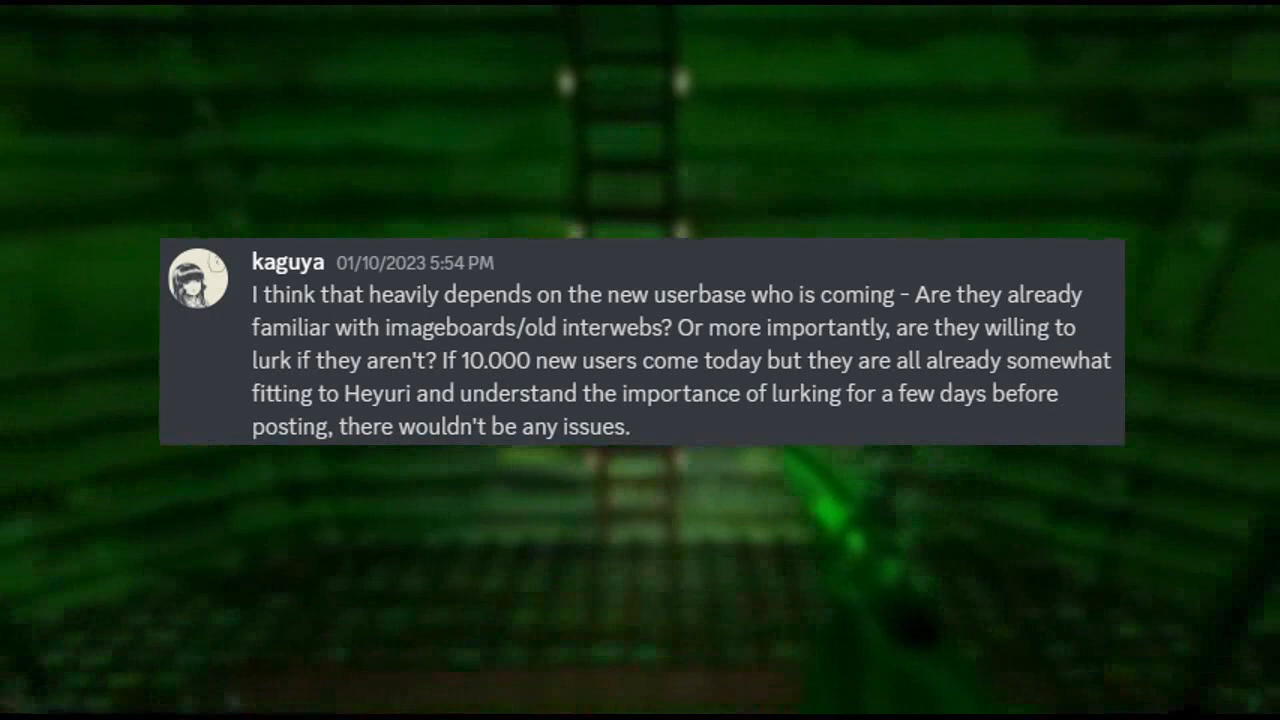 kaguya 01/10/2023 5:54 PM
I think that heavily depends on the new userbase who is coming - Are they already
familiar with imageboards/old interwebs? Or more importantly, are they willing to
lurk if they aren't? If 10.000 new users come today but they are all already somewhat
fitting to Heyuri and understand the importance of lurking for a few days before
posting, there wouldn't be any issues.